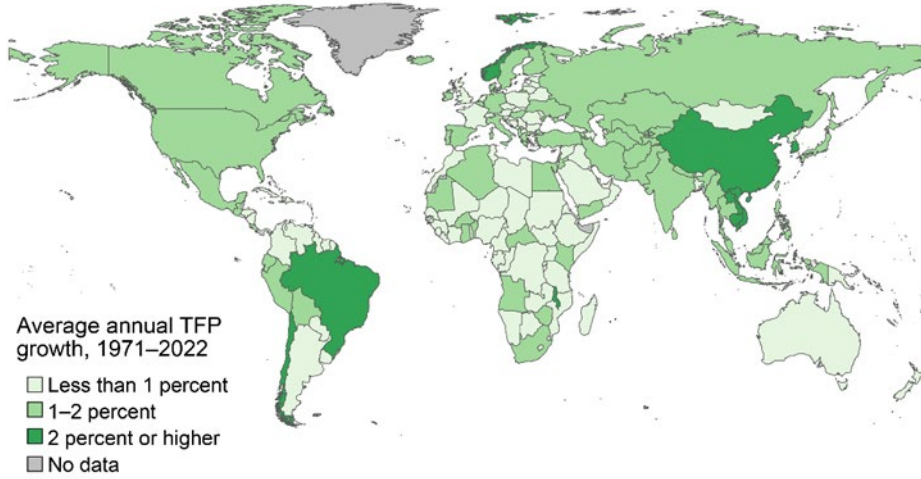 Average annual TFP
growth, 1971–2022
Less than 1 percent
1–2 percent
2 percent or higher
No data